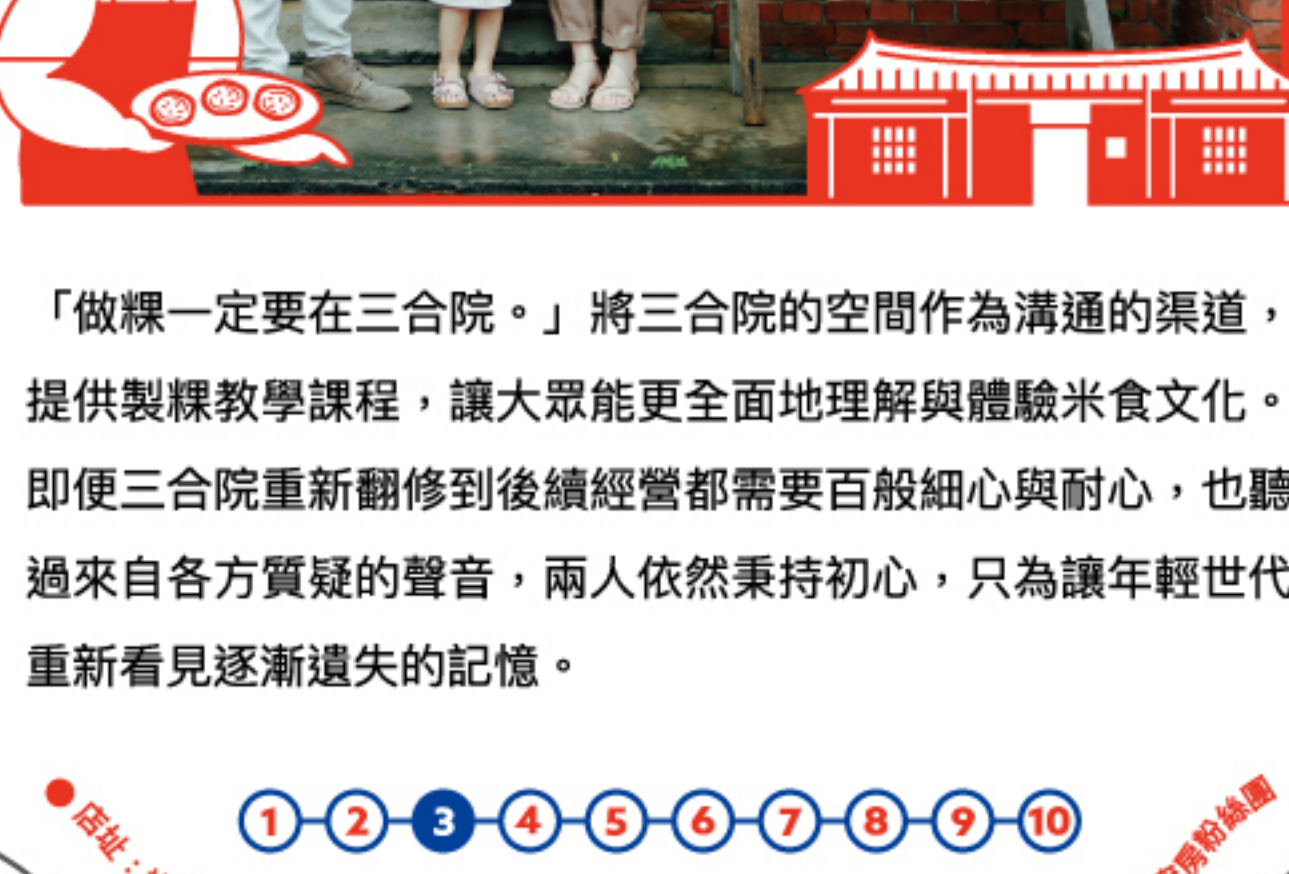 「做粿一定要在三合院。」將三合院的空間作為溝通的渠道，
提供製粿教學課程，讓大眾能更全面地理解與體驗米食文化。
即便三合院重新翻修到後續經營都需要百般細心與耐心，也聽
過來自各方質疑的聲音，兩人依然秉持初心，只為讓年輕世代
重新看見逐漸遺失的記憶。
店址：
1 2 3 4 5 6 7 8 9 10
房粉絲團